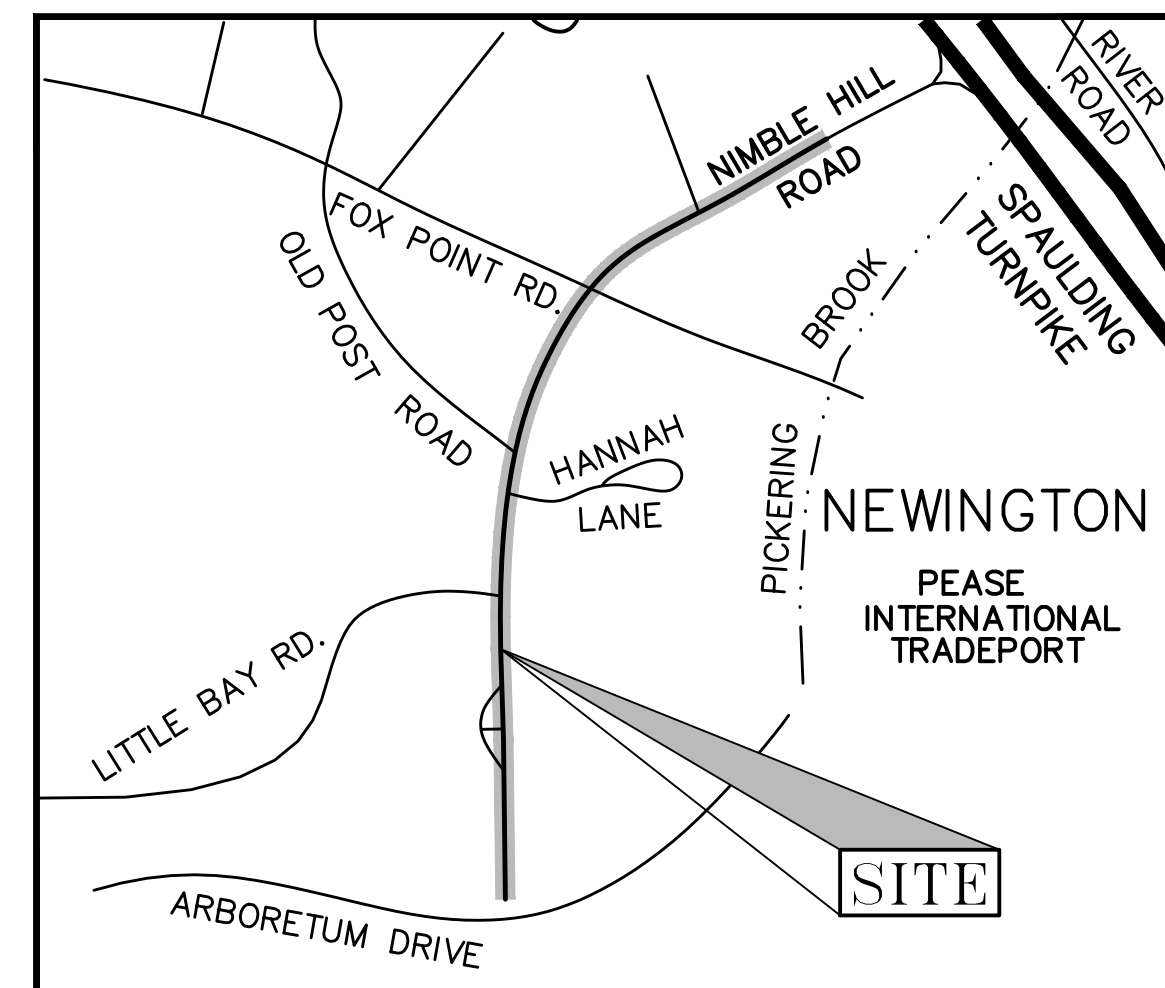 RIVER
ROAD
NIMBLE HILL
ROAD
SPAULDING
TURNPIKE
FOX POINT RD.
OLD POST ROAD
PICKERING BROOK
HANNAH
LANE
NEWINGTON
PEASE
INTERNATIONAL
TRADEPORT
LITTLE BAY RD.
SITE
ARBORETUM DRIVE